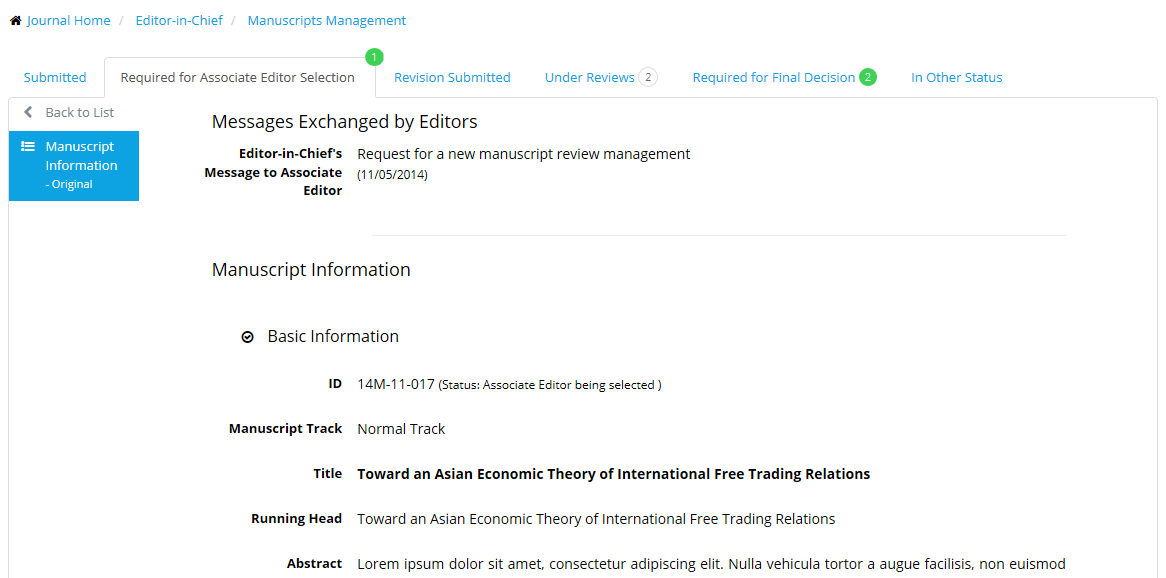 Journal Home / Editor-in-Chief / Manuscripts Management
1
Submitted Required for Associate Editor Selection Revision Submitted Under Reviews 2 Required for Final Decision 2 In Other Status
Back to List
Manuscript
Information
- Original
Messages Exchanged by Editors
Editor-in-Chief's Request for a new manuscript review management
Message to Associate (11/05/2014)
Editor
Manuscript Information
Basic Information
ID 14M-11-017 (Status: Associate Editor being selected )
Manuscript Track Normal Track
Title Toward an Asian Economic Theory of International Free Trading Relations
Running Head Toward an Asian Economic Theory of International Free Trading Relations
Abstract Lorem ipsum dolor sit amet, consectetur adipiscing elit. Nulla vehicula tortor a augue facilisis, non euismod